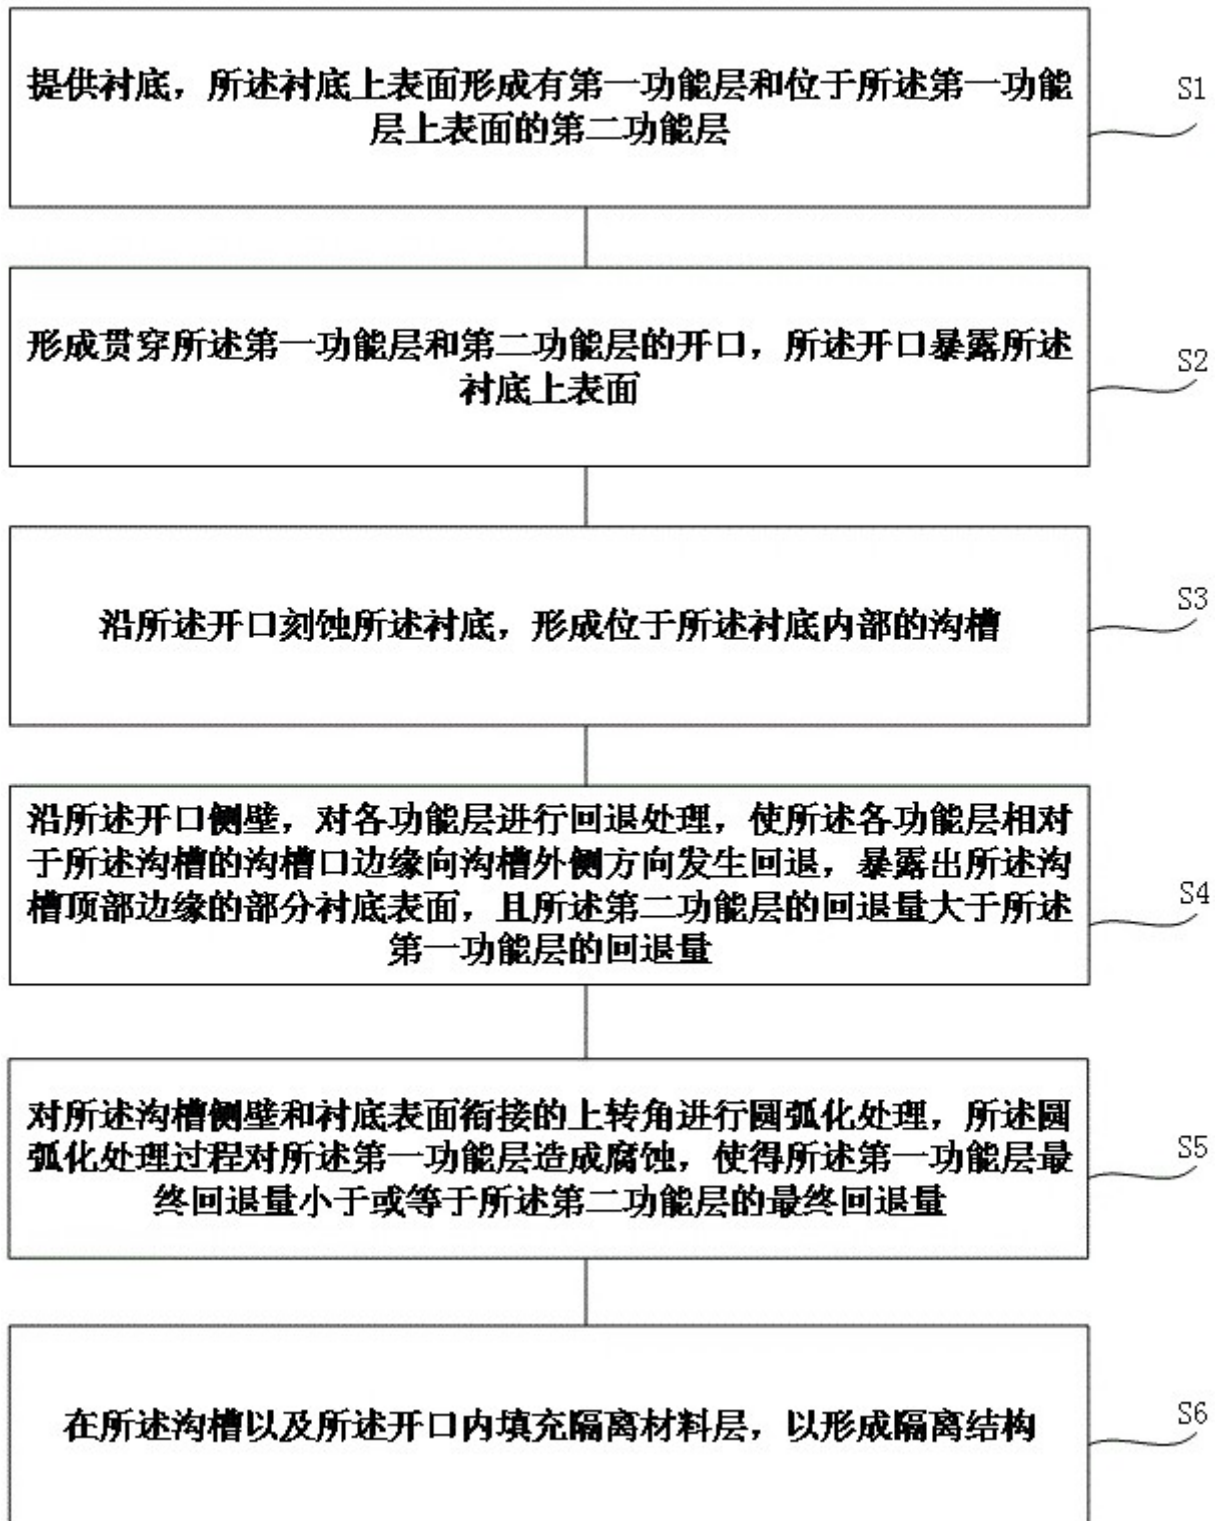 提供衬底，所述衬底上表面形成有第一功能层和位于所述第一功能
层上表面的第二功能层
S1
形成贯穿所述第一功能层和第二功能层的开口，所述开口暴露所述
衬底上表面
S2
沿所述开口刻蚀所述衬底，形成位于所述衬底内部的沟槽
S3
沿所述开口侧壁，对各功能层进行回退处理，使所述各功能层相对
于所述沟槽的沟槽口边缘向沟槽外侧方向发生回退，暴露出所述沟
槽顶部边缘的部分衬底表面，且所述第二功能层的回退量大于所述
第一功能层的回退量
S4
对所述沟槽侧壁和衬底表面衔接的上转角进行圆弧化处理，所述圆
弧化处理过程对所述第一功能层造成腐蚀，使得所述第一功能层最
终回退量小于或等于所述第二功能层的最终回退量
S5
在所述沟槽以及所述开口内填充隔离材料层，以形成隔离结构
S6